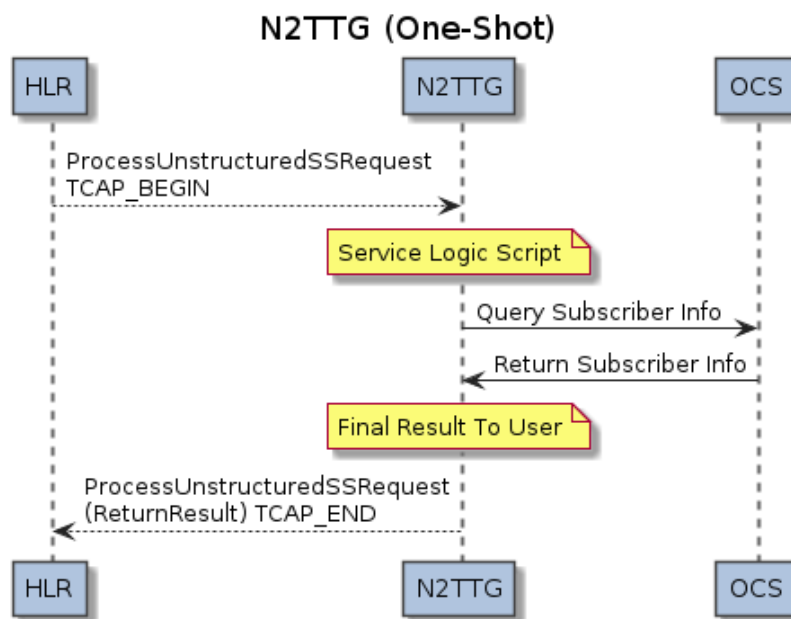 N2TTG (One-Shot)
HLR
N2TTG
OCS
ProcessUnstructuredSSRequest
TCAP_BEGIN
Service Logic Script
Query Subscriber Info
Return Subscriber Info
Final Result To User
ProcessUnstructuredSSRequest
(ReturnResult) TCAP_END
HLR
N2TTG
OCS